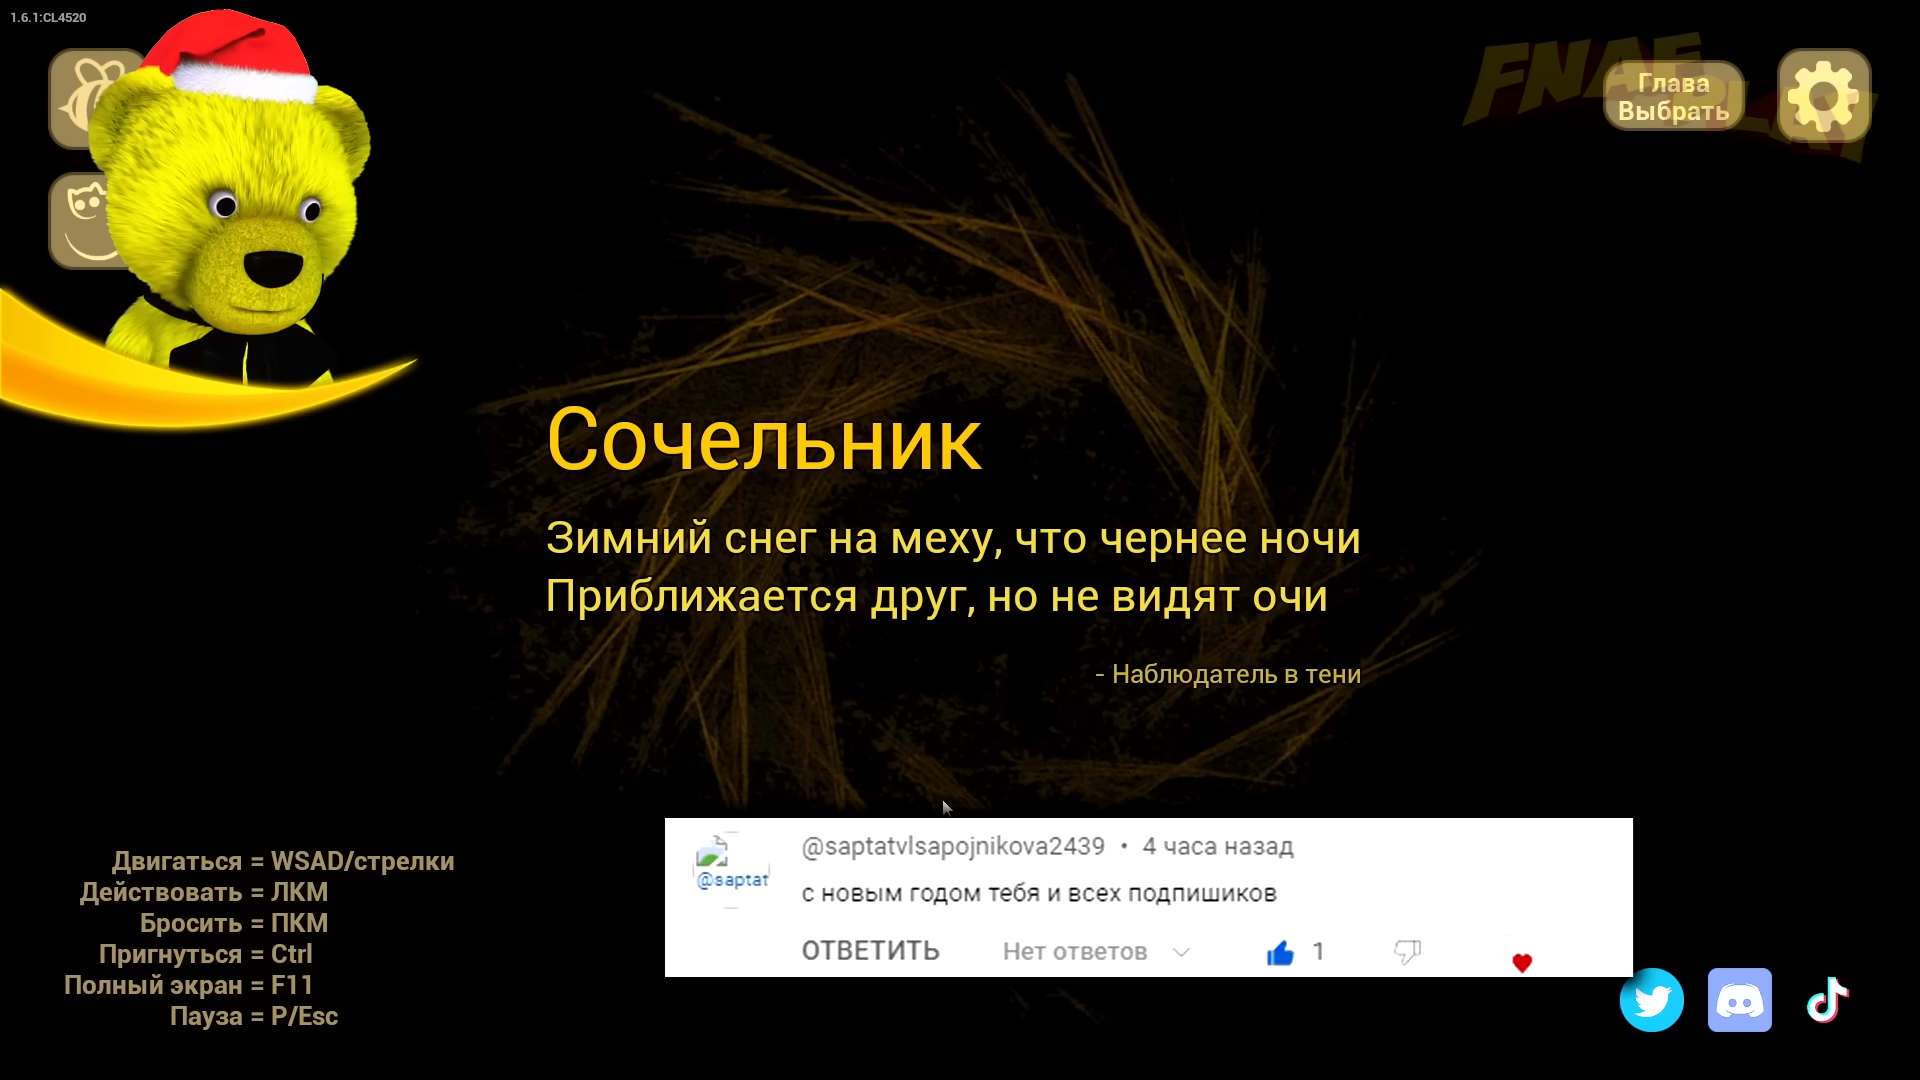 1.6.1:CL4520
FNAF
PLAY
Глава
Выбрать
Сочельник
Зимний снег на меху, что чернее ночи
Приближается друг, но не видят очи
- Наблюдатель в тени
@saptatvlsapojnikova2439 • 4 часа назад
@saptat
с новым годом тебя и всех подпишиков
ОТВЕТИТЬ Нет ответов 1
Двигаться = WSAD/стрелки
Действовать = ЛКМ
Бросить = ПКМ
Пригнуться = Ctrl
Полный экран = F11
Пауза = P/Esc